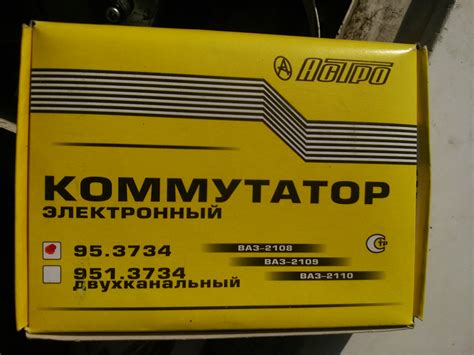 Астро
КОММУТАТОР
ЭЛЕКТРОННЫЙ
95.3734
ВАЗ-2108
ВАЗ-2109
951.3734
ВАЗ-2110
двухканальный